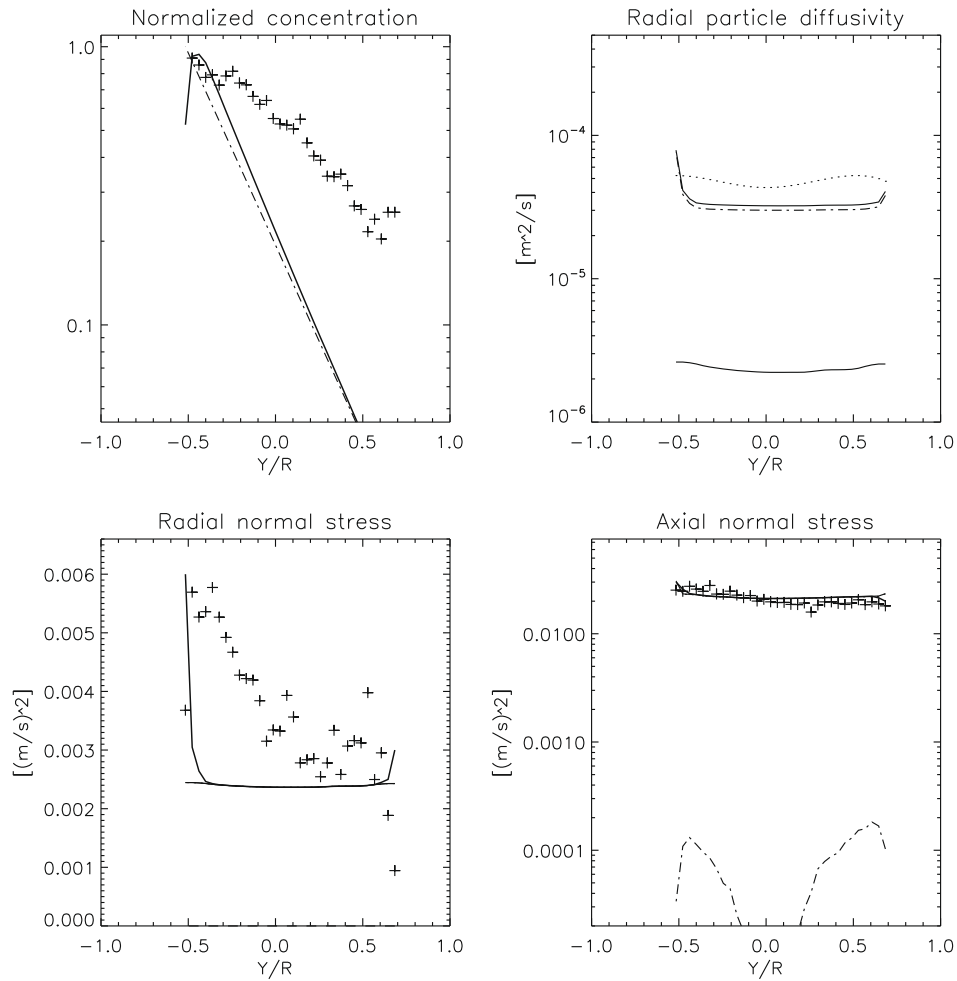 Normalized concentration
1.0
0.1
-1.0 -0.5 0.0 0.5 1.0
Y/R
Radial particle diffusivity
[m^2/s]
10^-4
10^-5
10^-6
-1.0 -0.5 0.0 0.5 1.0
Y/R
Radial normal stress
[(m/s)^2]
0.006
0.005
0.004
0.003
0.002
0.001
0.000
-1.0 -0.5 0.0 0.5 1.0
Y/R
Axial normal stress
[(m/s)^2]
0.0100
0.0010
0.0001
-1.0 -0.5 0.0 0.5 1.0
Y/R